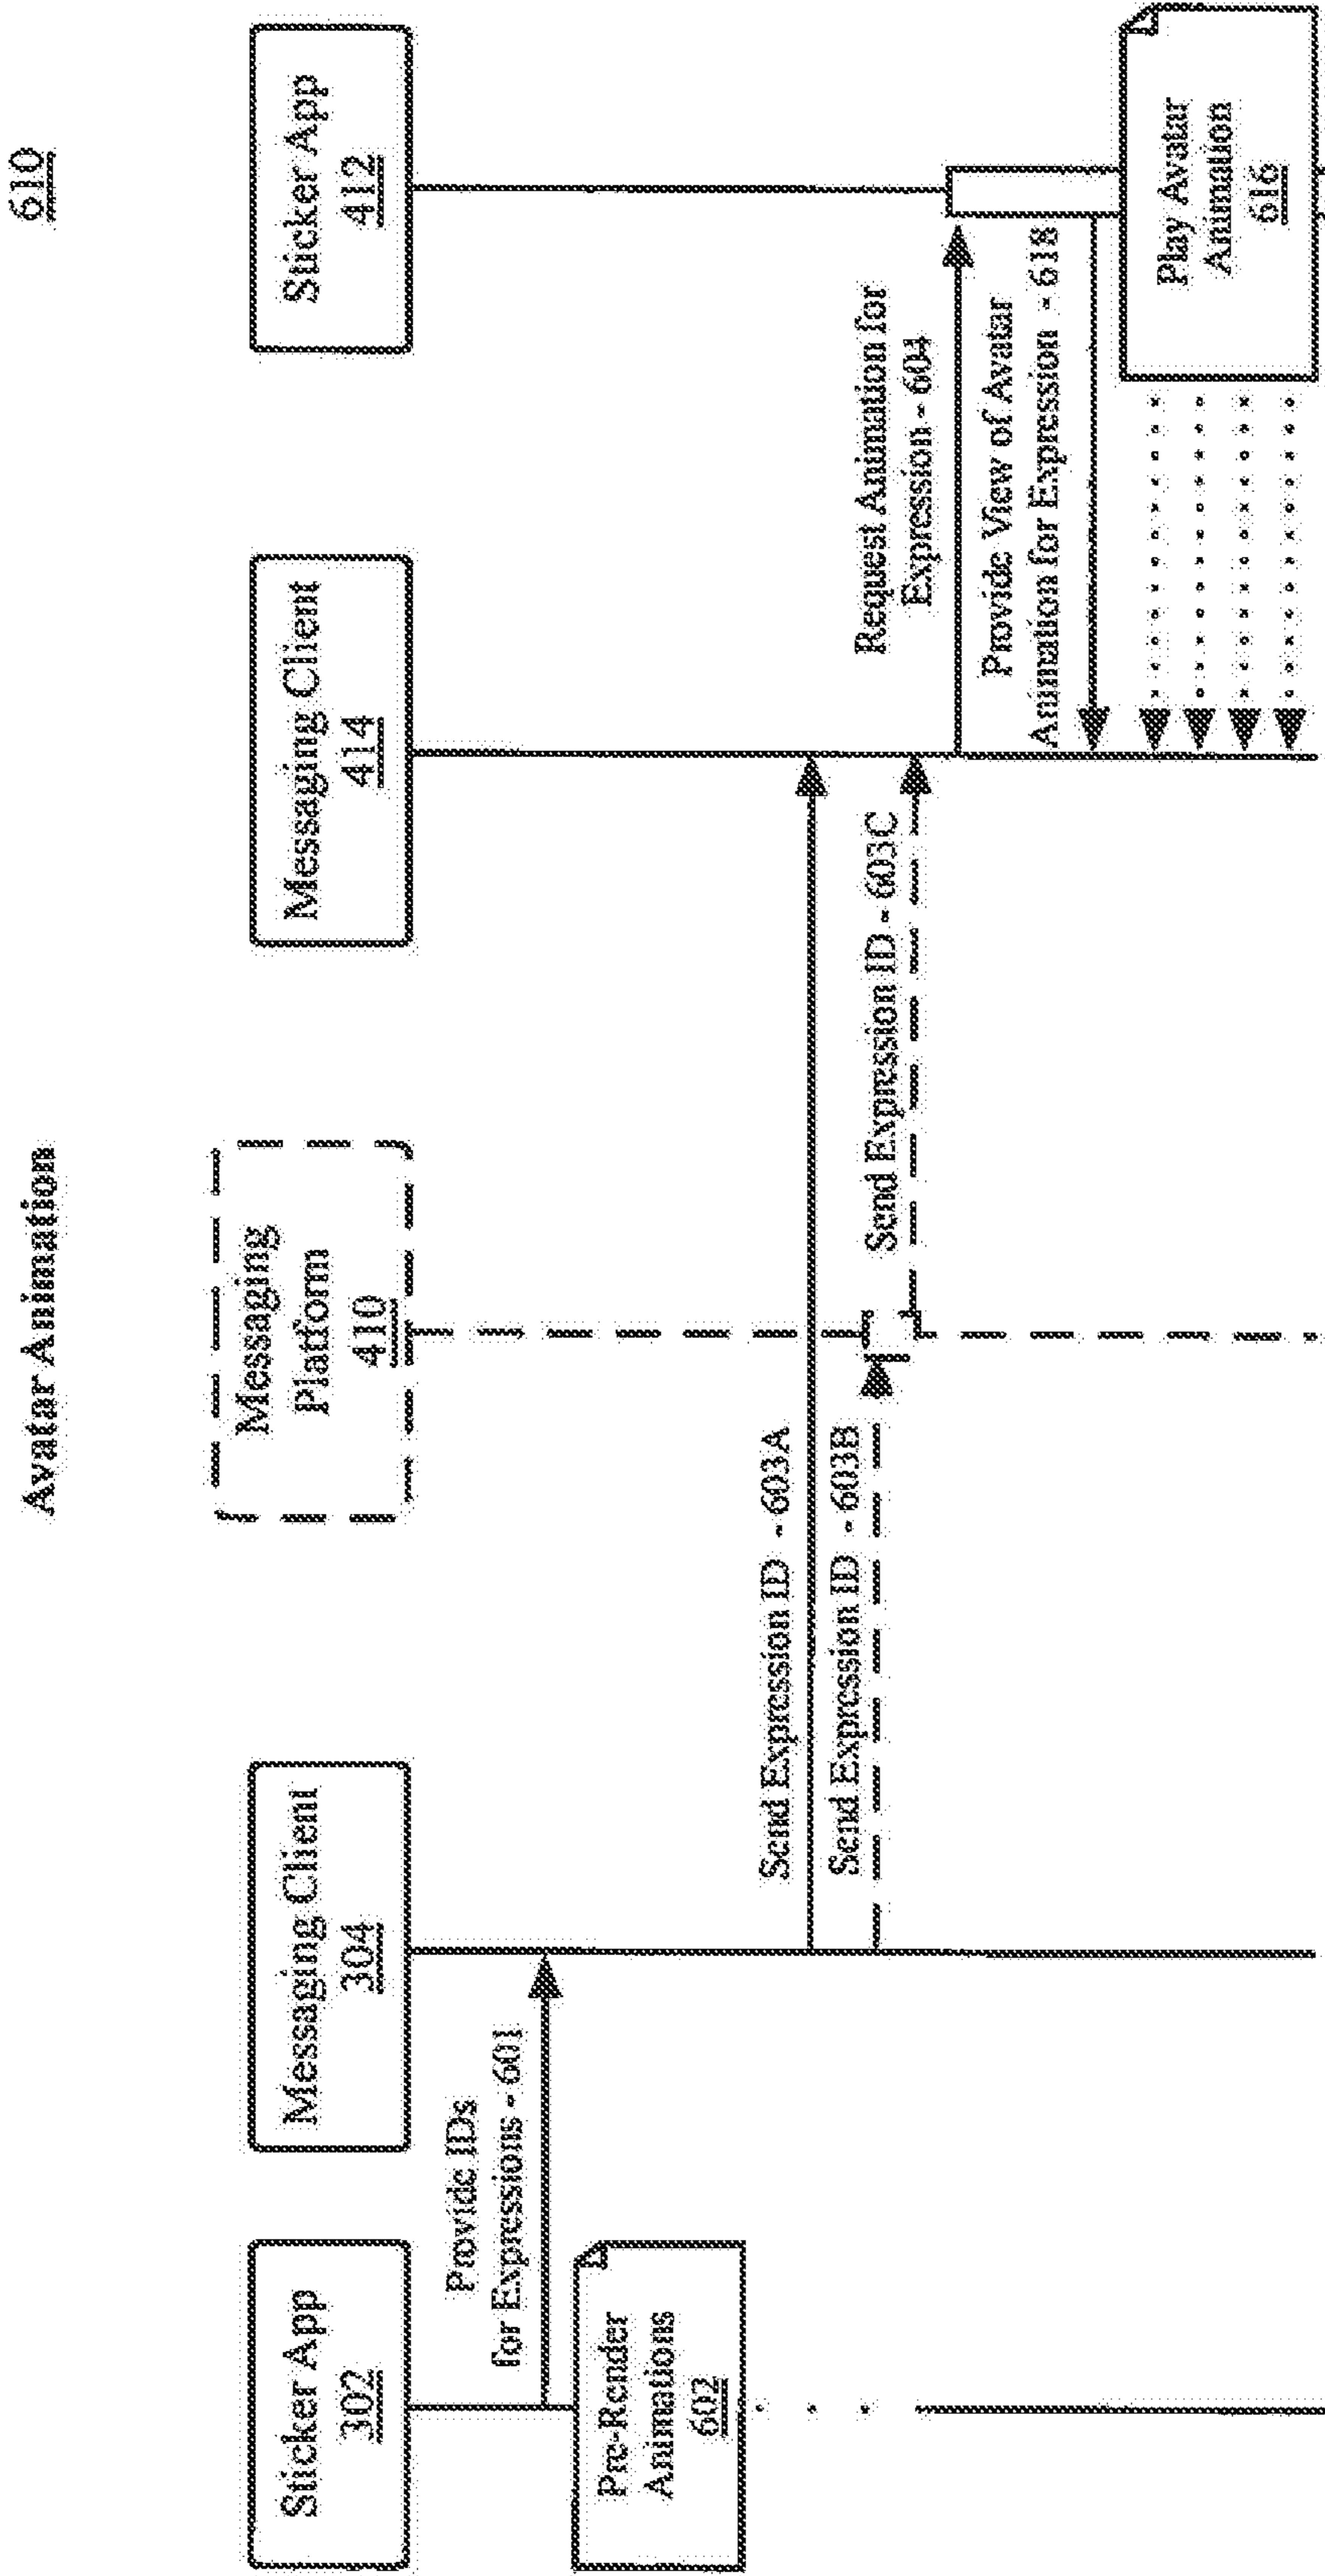 Avatar Animation
610
Sticker App
302
Messaging Client
304
Messaging
Platform
410
Messaging Client
414
Sticker App
412
Provide IDs
for Expressions - 601
Pre-Render
Animations
602
Send Expression ID - 603A
Send Expression ID - 603B
Send Expression ID - 603C
Request Animation for
Expression - 604
Provide View of Avatar
Animation for Expression - 618
Play Avatar
Animation
616